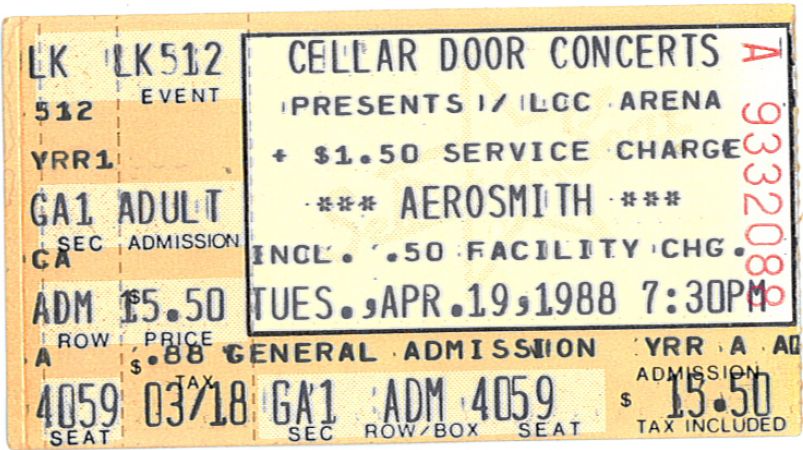 LK LK512
EVENT
512
YRR1
GA1 ADULT
SEC ADMISSION
GA
ADM 15.50
ROW PRICE
A $.88
TAX
4059 03/18
SEAT
CELLAR DOOR CONCERTS
PRESENTS / LCC ARENA
+ $1.50 SERVICE CHARGE
*** AEROSMITH ***
INCL. .50 FACILITY CHG.
TUES., APR.19,1988 7:30PM
A 9332088
GENERAL ADMISSION YRR A AD
ADMISSION
GA1 ADM 4059 $ 15.50
SEC ROW/BOX SEAT TAX INCLUDED